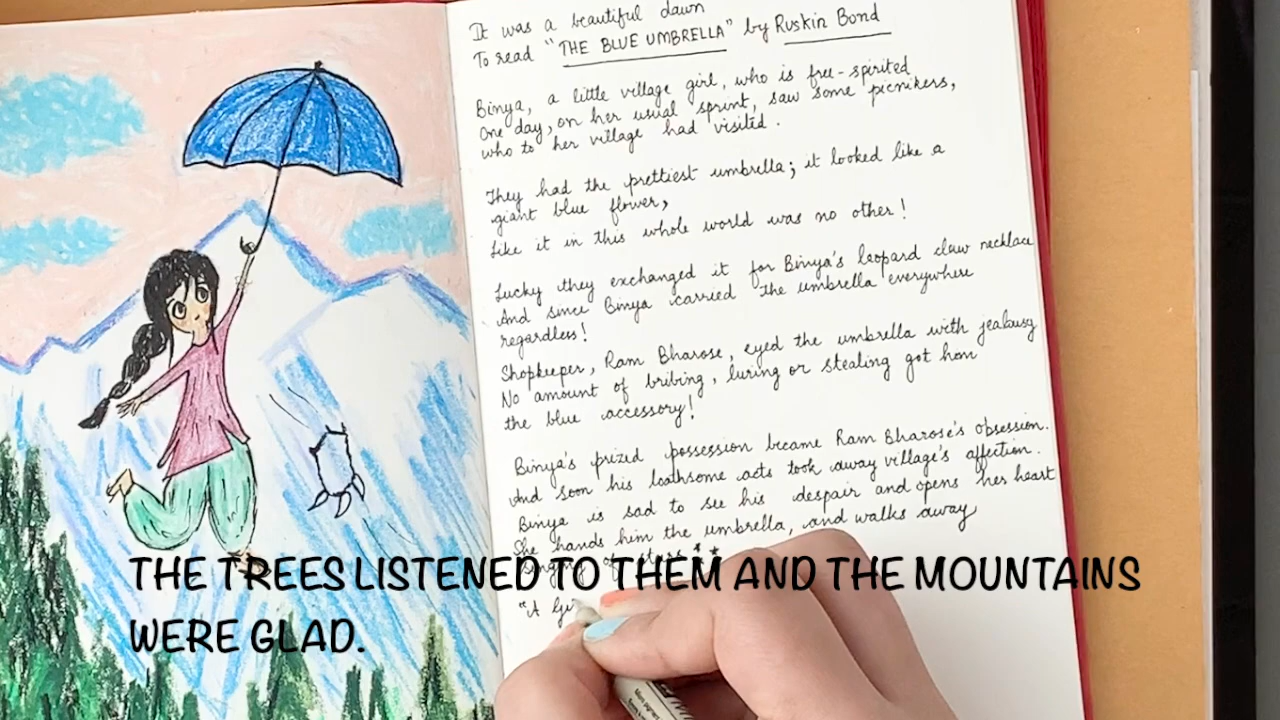 It was a beautiful dawn
To read "THE BLUE UMBRELLA" by Ruskin Bond
Binya, a little village girl, who is free-spirited
One day, on her usual sprint, saw some picnikers,
who to her village had visited.
They had the prettiest umbrella; it looked like a
giant blue flower,
Like it in this whole world was no other!
Lucky they exchanged it for Binya's leopard claw necklace
And since Binya carried the umbrella everywhere
regardless!
Shopkeeper, Ram Bharose, eyed the umbrella with jealousy
No amount of bribing, luring or stealing got him
the blue accessory!
Binya's prized possession became Ram Bharose's obsession.
And soon his loathsome acts took away village's affection.
Binya is sad to see his despair and opens her heart
She hands him the umbrella, and walks away
THE TREES LISTENED TO THEM AND THE MOUNTAINS
WERE GLAD.
"A